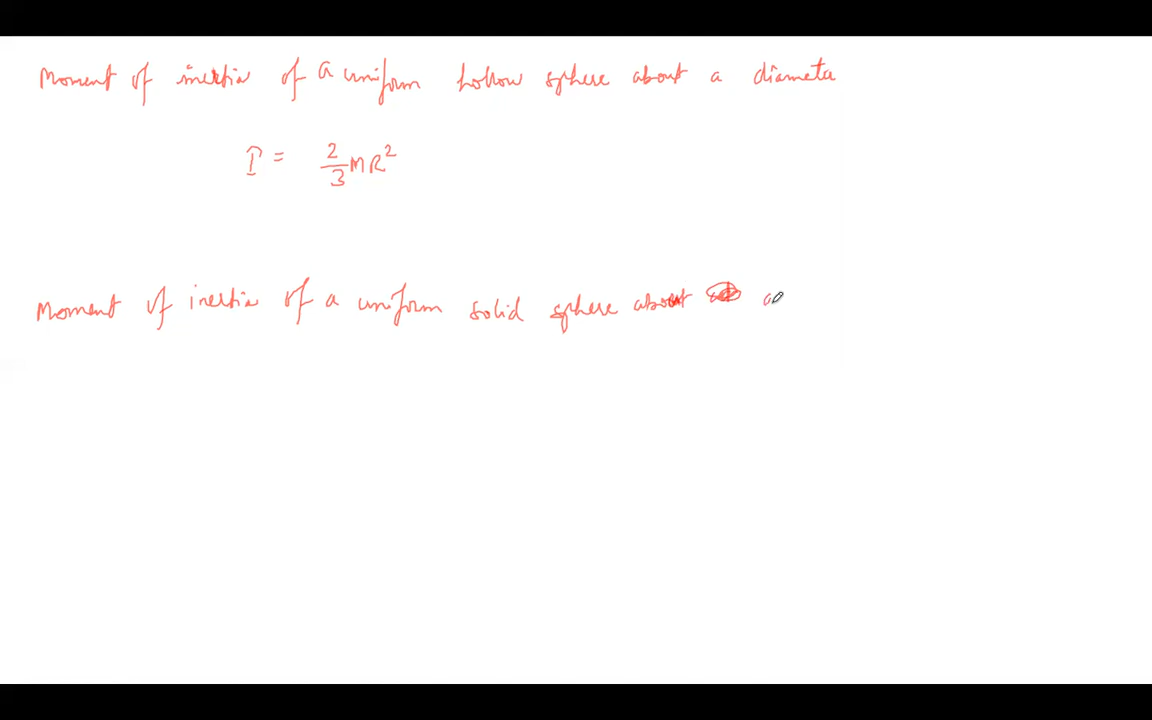 Moment of inertia of a uniform hollow sphere about a diameta
I = 2/3 MR²
Moment of inertia of a uniform solid sphere about a